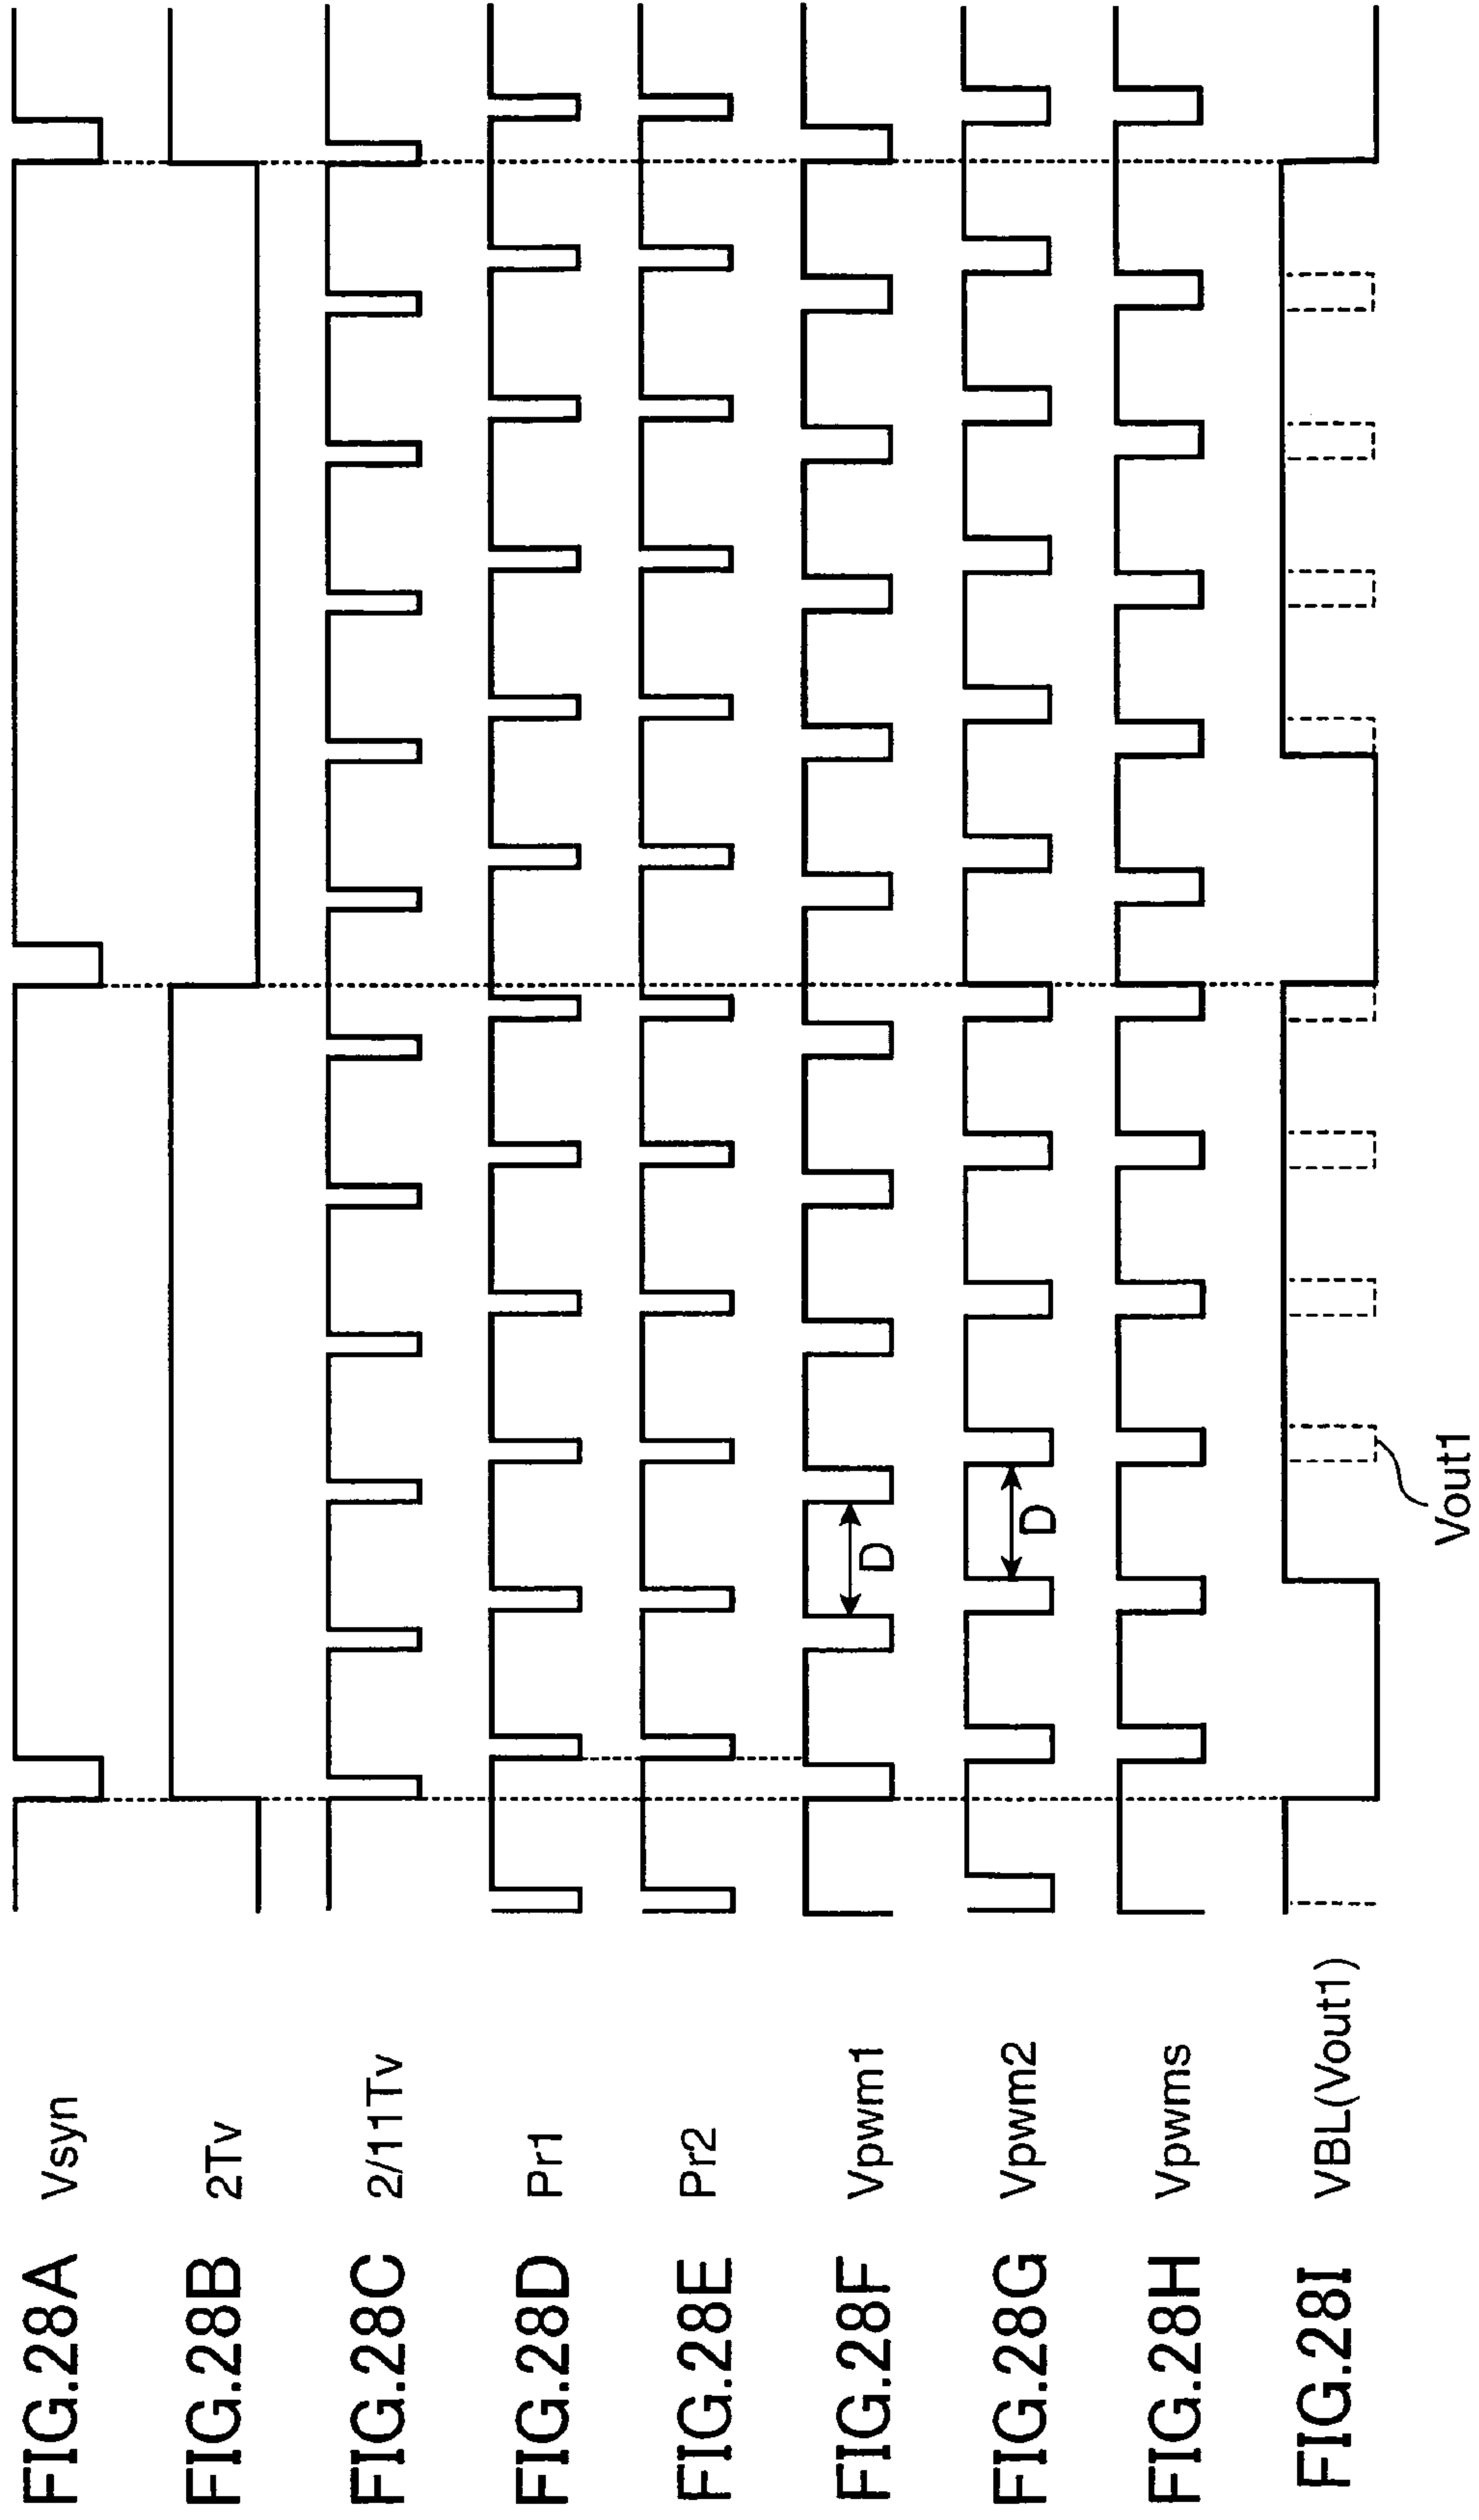 FIG.28A Vsyn
FIG.28B 2Tv
FIG.28C 2/11Tv
FIG.28D Pr1
FIG.28E Pr2
FIG.28F Vpwm1
D
FIG.28G Vpwm2
D
FIG.28H Vpwms
FIG.28I VBL(Vout1)
Vout1